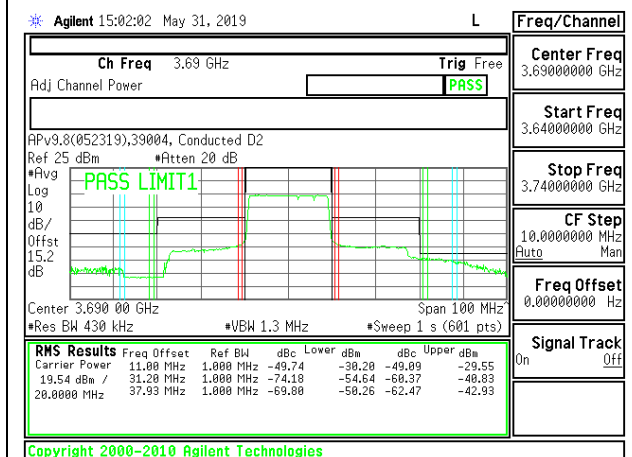 Agilent 15:02:02 May 31, 2019 L
Freq/Channel
Ch Freq 3.69 GHz Trig Free
Adj Channel Power PASS
Center Freq
3.69000000 GHz
Start Freq
3.64000000 GHz
APv9.8(052319),39004, Conducted D2
Ref 25 dBm #Atten 20 dB
#Avg
Log
10
dB/
Offst
15.2
dB
PASS LIMIT1
Stop Freq
3.74000000 GHz
CF Step
10.0000000 MHz
Auto Man
Freq Offset
0.00000000 Hz
Center 3.690 00 GHz Span 100 MHz
#Res BW 430 kHz #VBW 1.3 MHz #Sweep 1 s (601 pts)
Signal Track
On Off
RMS Results Freq Offset Ref BW dBc Lower dBm dBc Upper dBm
Carrier Power 11.00 MHz 1.000 MHz -49.74 -30.20 -49.09 -29.55
19.54 dBm / 31.20 MHz 1.000 MHz -74.18 -54.64 -60.37 -40.83
20.0000 MHz 37.93 MHz 1.000 MHz -69.80 -50.26 -62.47 -42.93
Copyright 2000-2010 Agilent Technologies